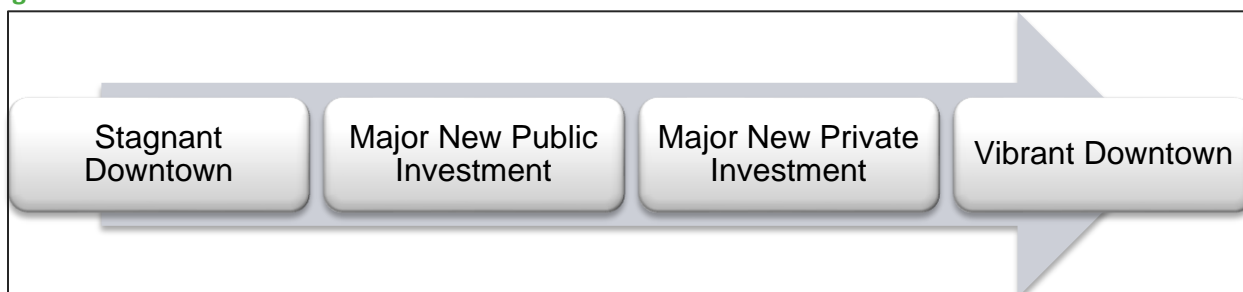 Stagnant
Downtown
Major New Public
Investment
Major New Private
Investment
Vibrant Downtown